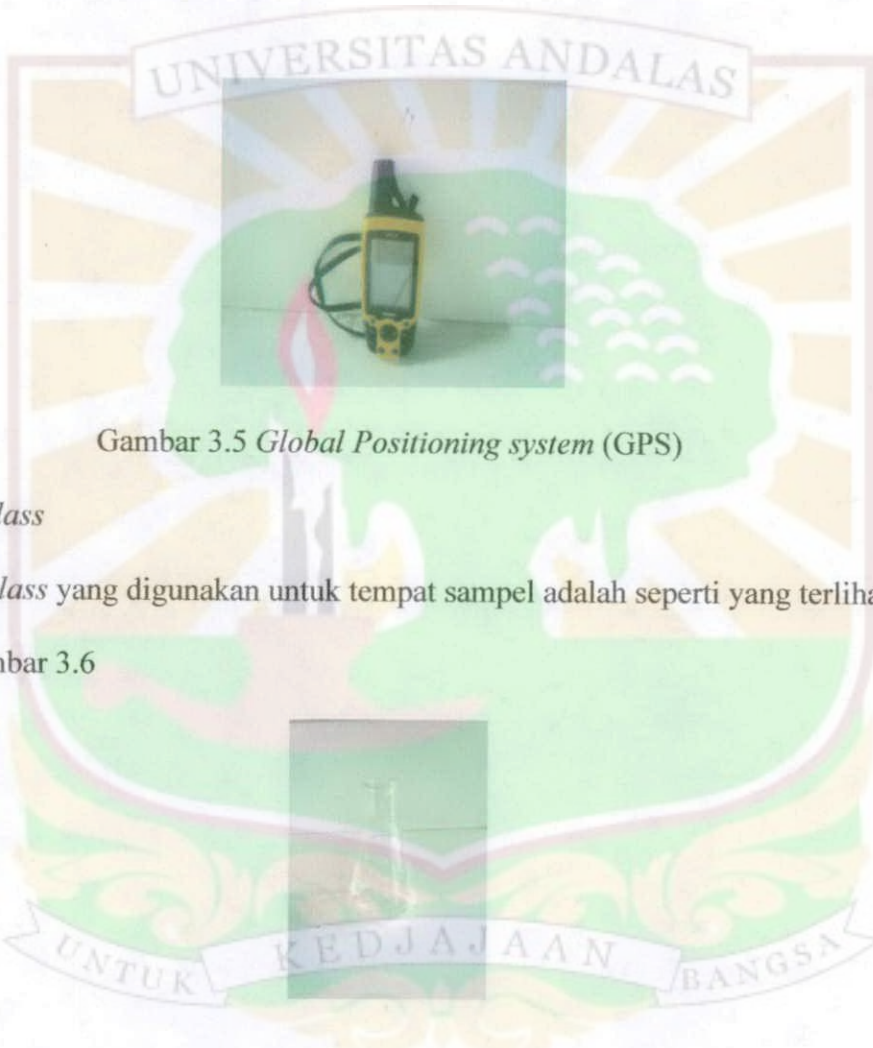 UNIVERSITAS ANDALAS
Gambar 3.5 Global Positioning system (GPS)
lass
lass yang digunakan untuk tempat sampel adalah seperti yang terliha
bar 3.6
UNTUK KEDJAJAAN BANGSA